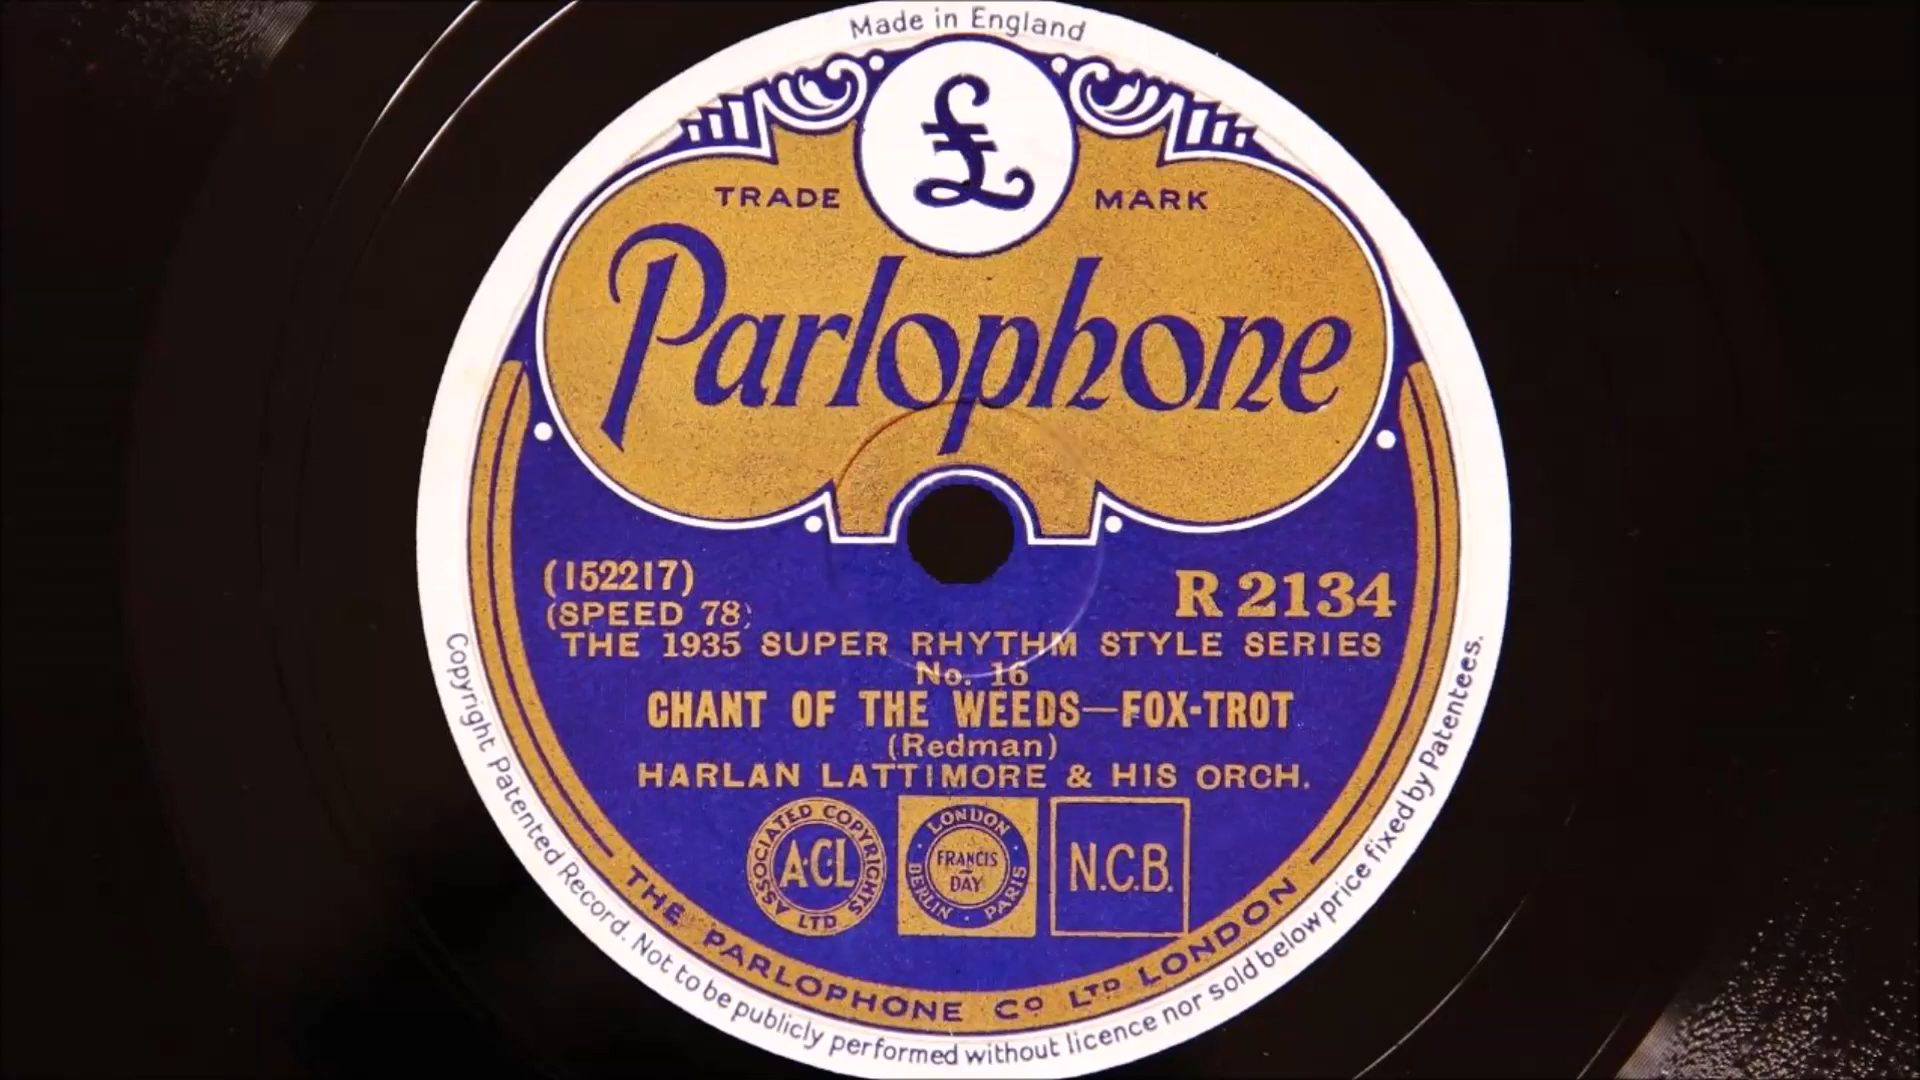 Made in England
£
TRADE MARK
Parlophone
(152217)
R 2134
(SPEED 78)
THE 1935 SUPER RHYTHM STYLE SERIES
No. 16
CHANT OF THE WEEDS—FOX-TROT
(Redman)
HARLAN LATTIMORE & HIS ORCH.
ASSOCIATED COPYRIGHTS LTD
A.C.L
LONDON
FRANCIS
DAY
BERLIN · PARIS
N.C.B.
THE PARLOPHONE CO LTD LONDON
Copyright Patented Record. Not to be publicly performed without licence nor sold below price fixed by Patentees.